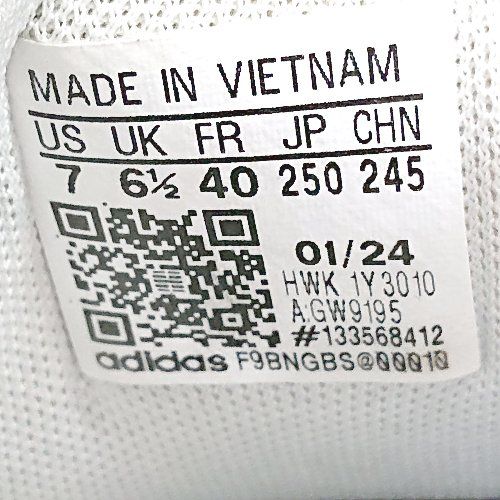 MADE IN VIETNAM
US UK FR JP CHN
7 6½ 40 250 245
01/24
HWK 1Y3010
A:GW9195
#133568412
adidas F9BNGBS@00010